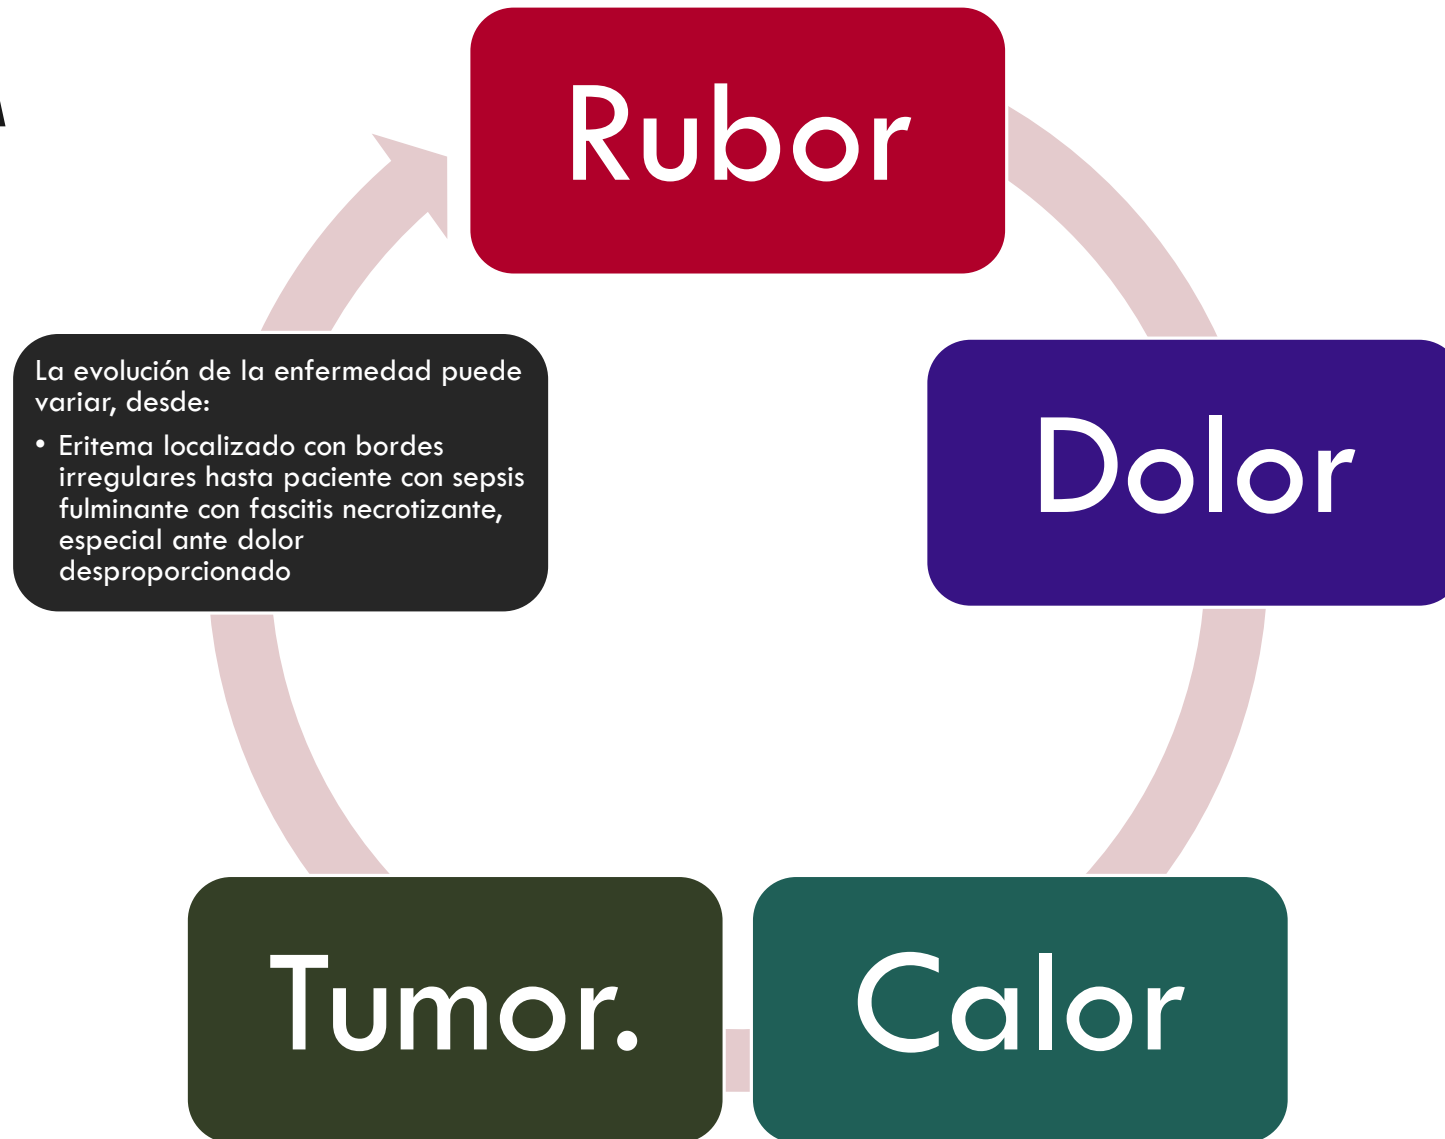 Rubor
Dolor
Calor
Tumor.
La evolución de la enfermedad puede
variar, desde:
• Eritema localizado con bordes
irregulares hasta paciente con sepsis
fulminante con fascitis necrotizante,
especial ante dolor
desproporcionado